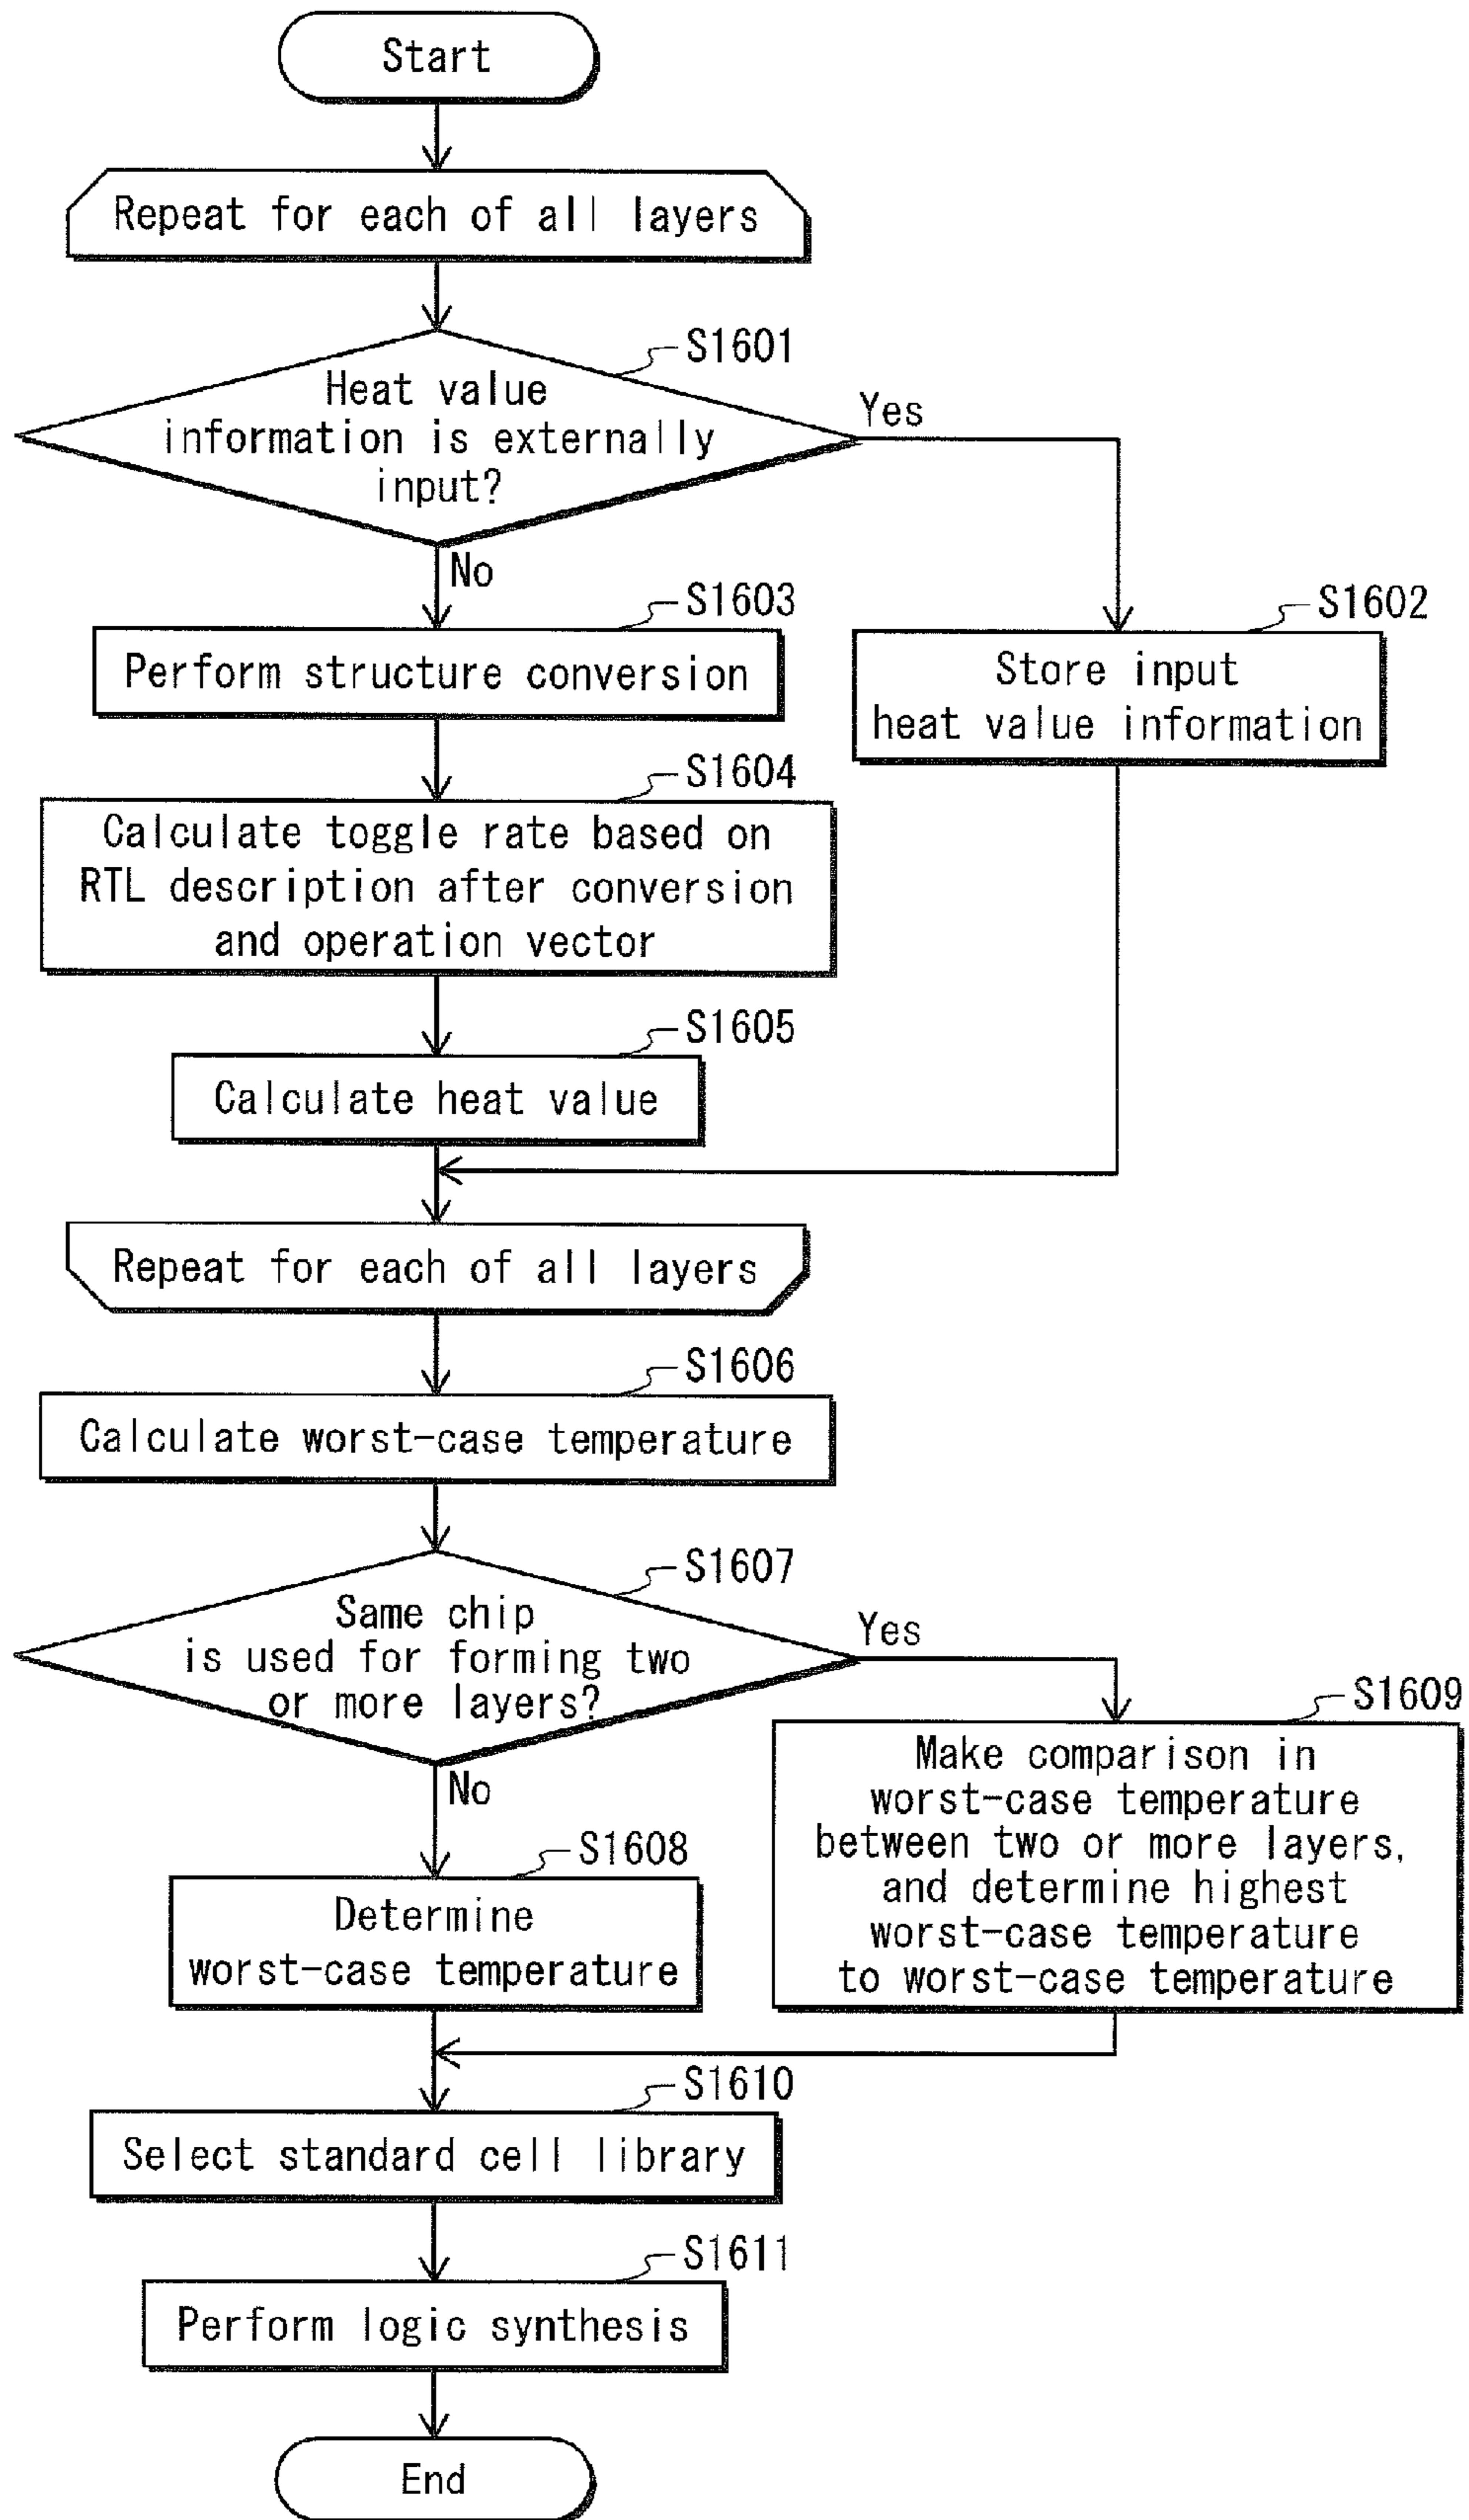 Start
Repeat for each of all layers
S1601
Heat value
information is externally
input?
Yes
No
S1603
Perform structure conversion
S1602
Store input
heat value information
S1604
Calculate toggle rate based on
RTL description after conversion
and operation vector
S1605
Calculate heat value
Repeat for each of all layers
S1606
Calculate worst-case temperature
S1607
Same chip
is used for forming two
or more layers?
Yes
No
S1609
Make comparison in
worst-case temperature
between two or more layers,
and determine highest
worst-case temperature
to worst-case temperature
S1608
Determine
worst-case temperature
S1610
Select standard cell library
S1611
Perform logic synthesis
End